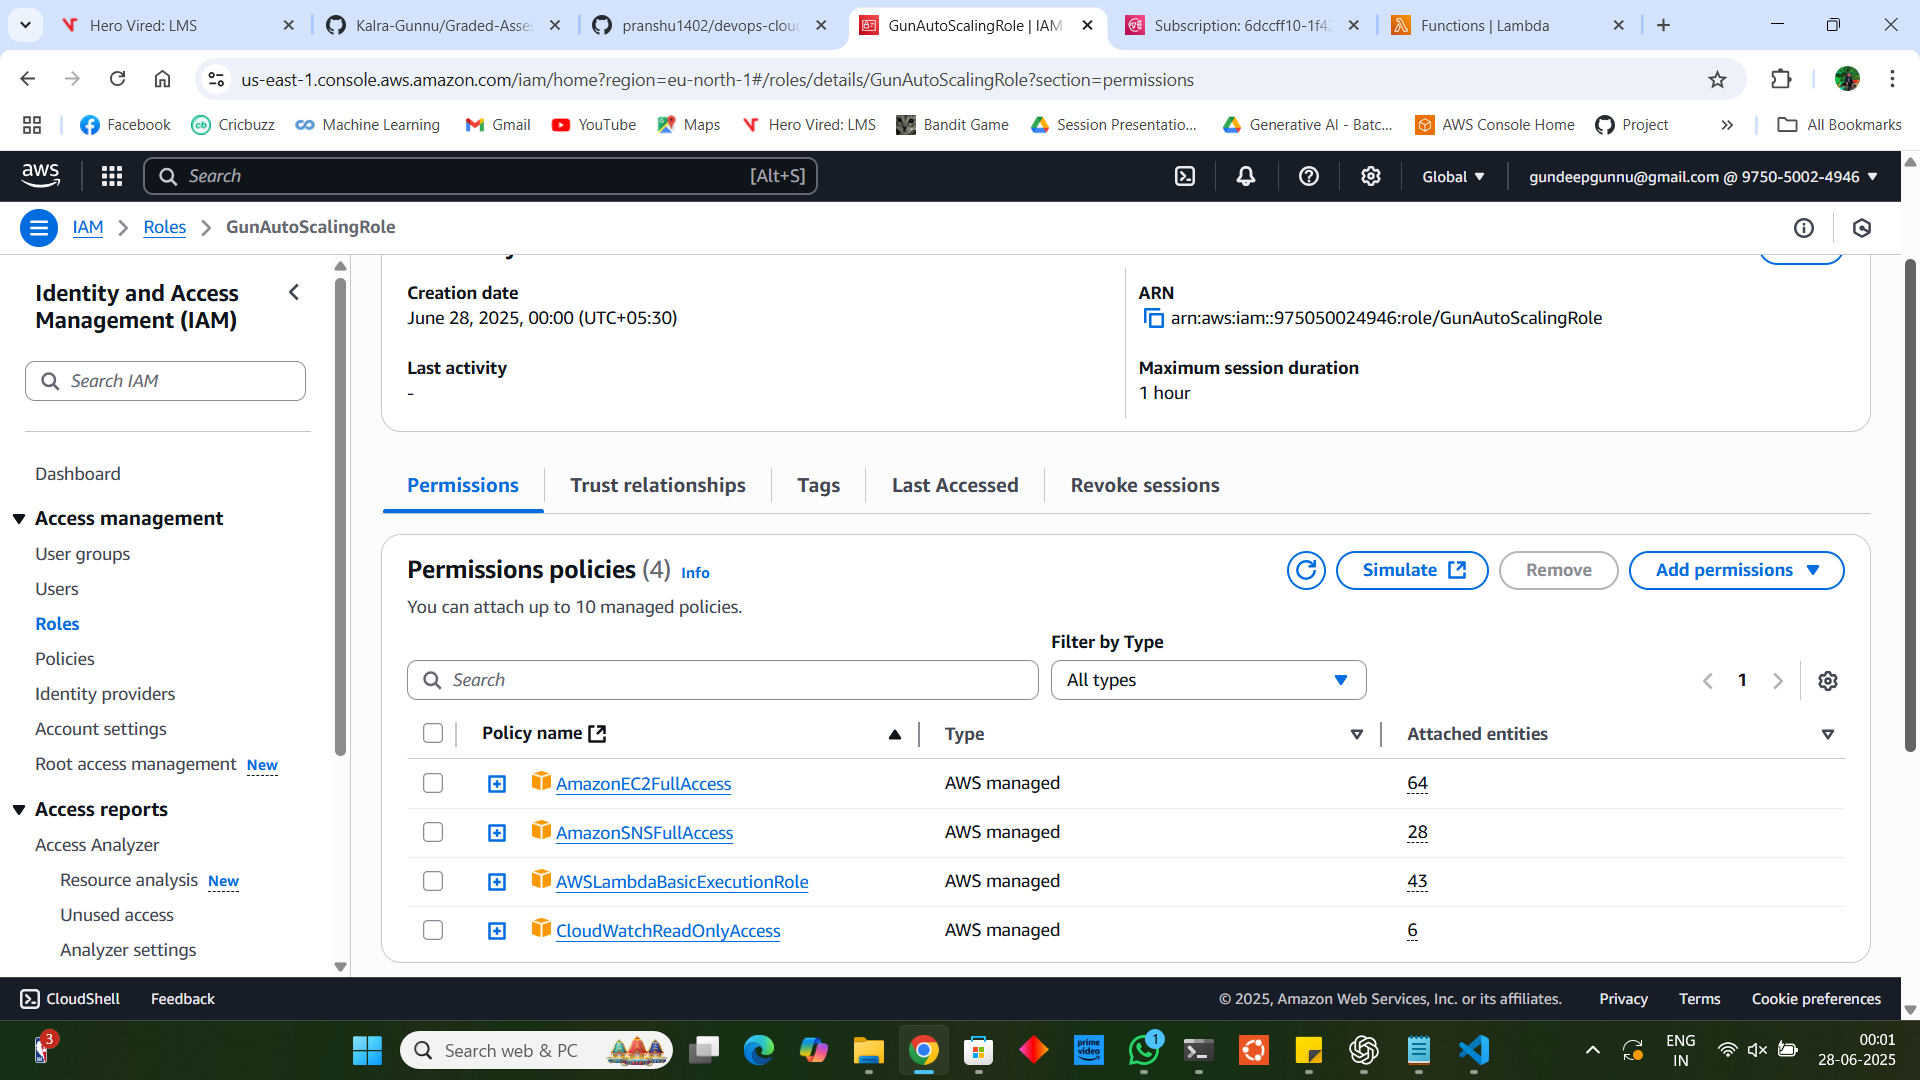 Hero Vired: LMS
Kalra-Gunnu/Graded-Asses
pranshu1402/devops-clou
GunAutoScalingRole | IAM
Subscription: 6dccff10-1f42
Functions | Lambda
us-east-1.console.aws.amazon.com/iam/home?region=eu-north-1#/roles/details/GunAutoScalingRole?section=permissions
Facebook
Cricbuzz
Machine Learning
Gmail
YouTube
Maps
Hero Vired: LMS
Bandit Game
Session Presentatio...
Generative AI - Batc...
AWS Console Home
Project
All Bookmarks
aws
Search
[Alt+S]
Global
gundeepgunnu@gmail.com @ 9750-5002-4946
IAM
Roles
GunAutoScalingRole
Identity and Access
Management (IAM)
Search IAM
Dashboard
Access management
User groups
Users
Roles
Policies
Identity providers
Account settings
Root access management New
Access reports
Access Analyzer
Resource analysis New
Unused access
Analyzer settings
Creation date
June 28, 2025, 00:00 (UTC+05:30)
ARN
arn:aws:iam::975050024946:role/GunAutoScalingRole
Last activity
-
Maximum session duration
1 hour
Permissions
Trust relationships
Tags
Last Accessed
Revoke sessions
Permissions policies (4) Info
You can attach up to 10 managed policies.
Simulate
Remove
Add permissions
Filter by Type
Search
All types
1
Policy name
Type
Attached entities
AmazonEC2FullAccess
AWS managed
64
AmazonSNSFullAccess
AWS managed
28
AWSLambdaBasicExecutionRole
AWS managed
43
CloudWatchReadOnlyAccess
AWS managed
6
CloudShell
Feedback
© 2025, Amazon Web Services, Inc. or its affiliates.
Privacy
Terms
Cookie preferences
3
Search web & PC
prime video
1
ENG
IN
00:01
28-06-2025